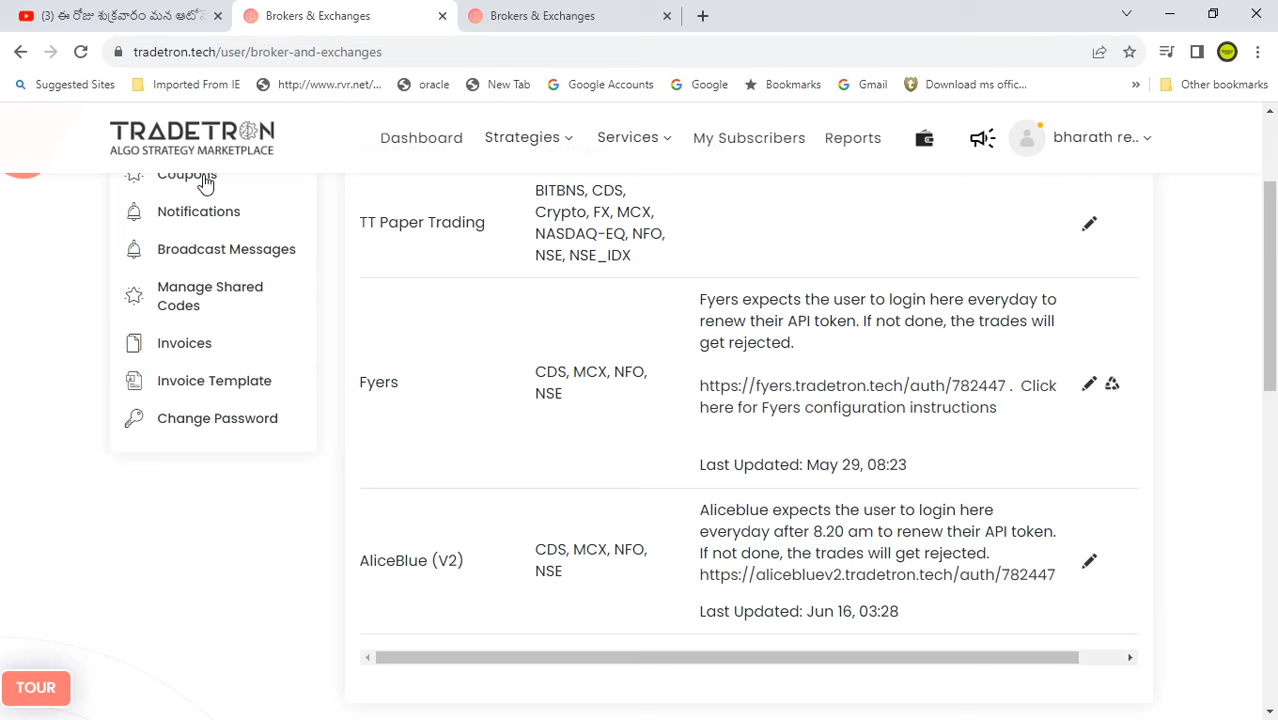 (3) ఈ రోజు శుక్రవారం మన ఆటో
Brokers & Exchanges
Brokers & Exchanges
tradetron.tech/user/broker-and-exchanges
Suggested Sites
Imported From IE
http://www.rvr.net/...
oracle
New Tab
Google Accounts
Google
Bookmarks
Gmail
Download ms offic...
»
Other bookmarks
TRADETRON
ALGO STRATEGY MARKETPLACE
Dashboard
Strategies
Services
My Subscribers
Reports
bharath re..
Coupons
Notifications
Broadcast Messages
Manage Shared
Codes
Invoices
Invoice Template
Change Password
TT Paper Trading
BITBNS, CDS,
Crypto, FX, MCX,
NASDAQ-EQ, NFO,
NSE, NSE_IDX
Fyers
CDS, MCX, NFO,
NSE
Fyers expects the user to login here everyday to
renew their API token. If not done, the trades will
get rejected.
https://fyers.tradetron.tech/auth/782447 . Click
here for Fyers configuration instructions
Last Updated: May 29, 08:23
AliceBlue (V2)
CDS, MCX, NFO,
NSE
Aliceblue expects the user to login here
everyday after 8.20 am to renew their API token.
If not done, the trades will get rejected.
https://alicebluev2.tradetron.tech/auth/782447
Last Updated: Jun 16, 03:28
TOUR